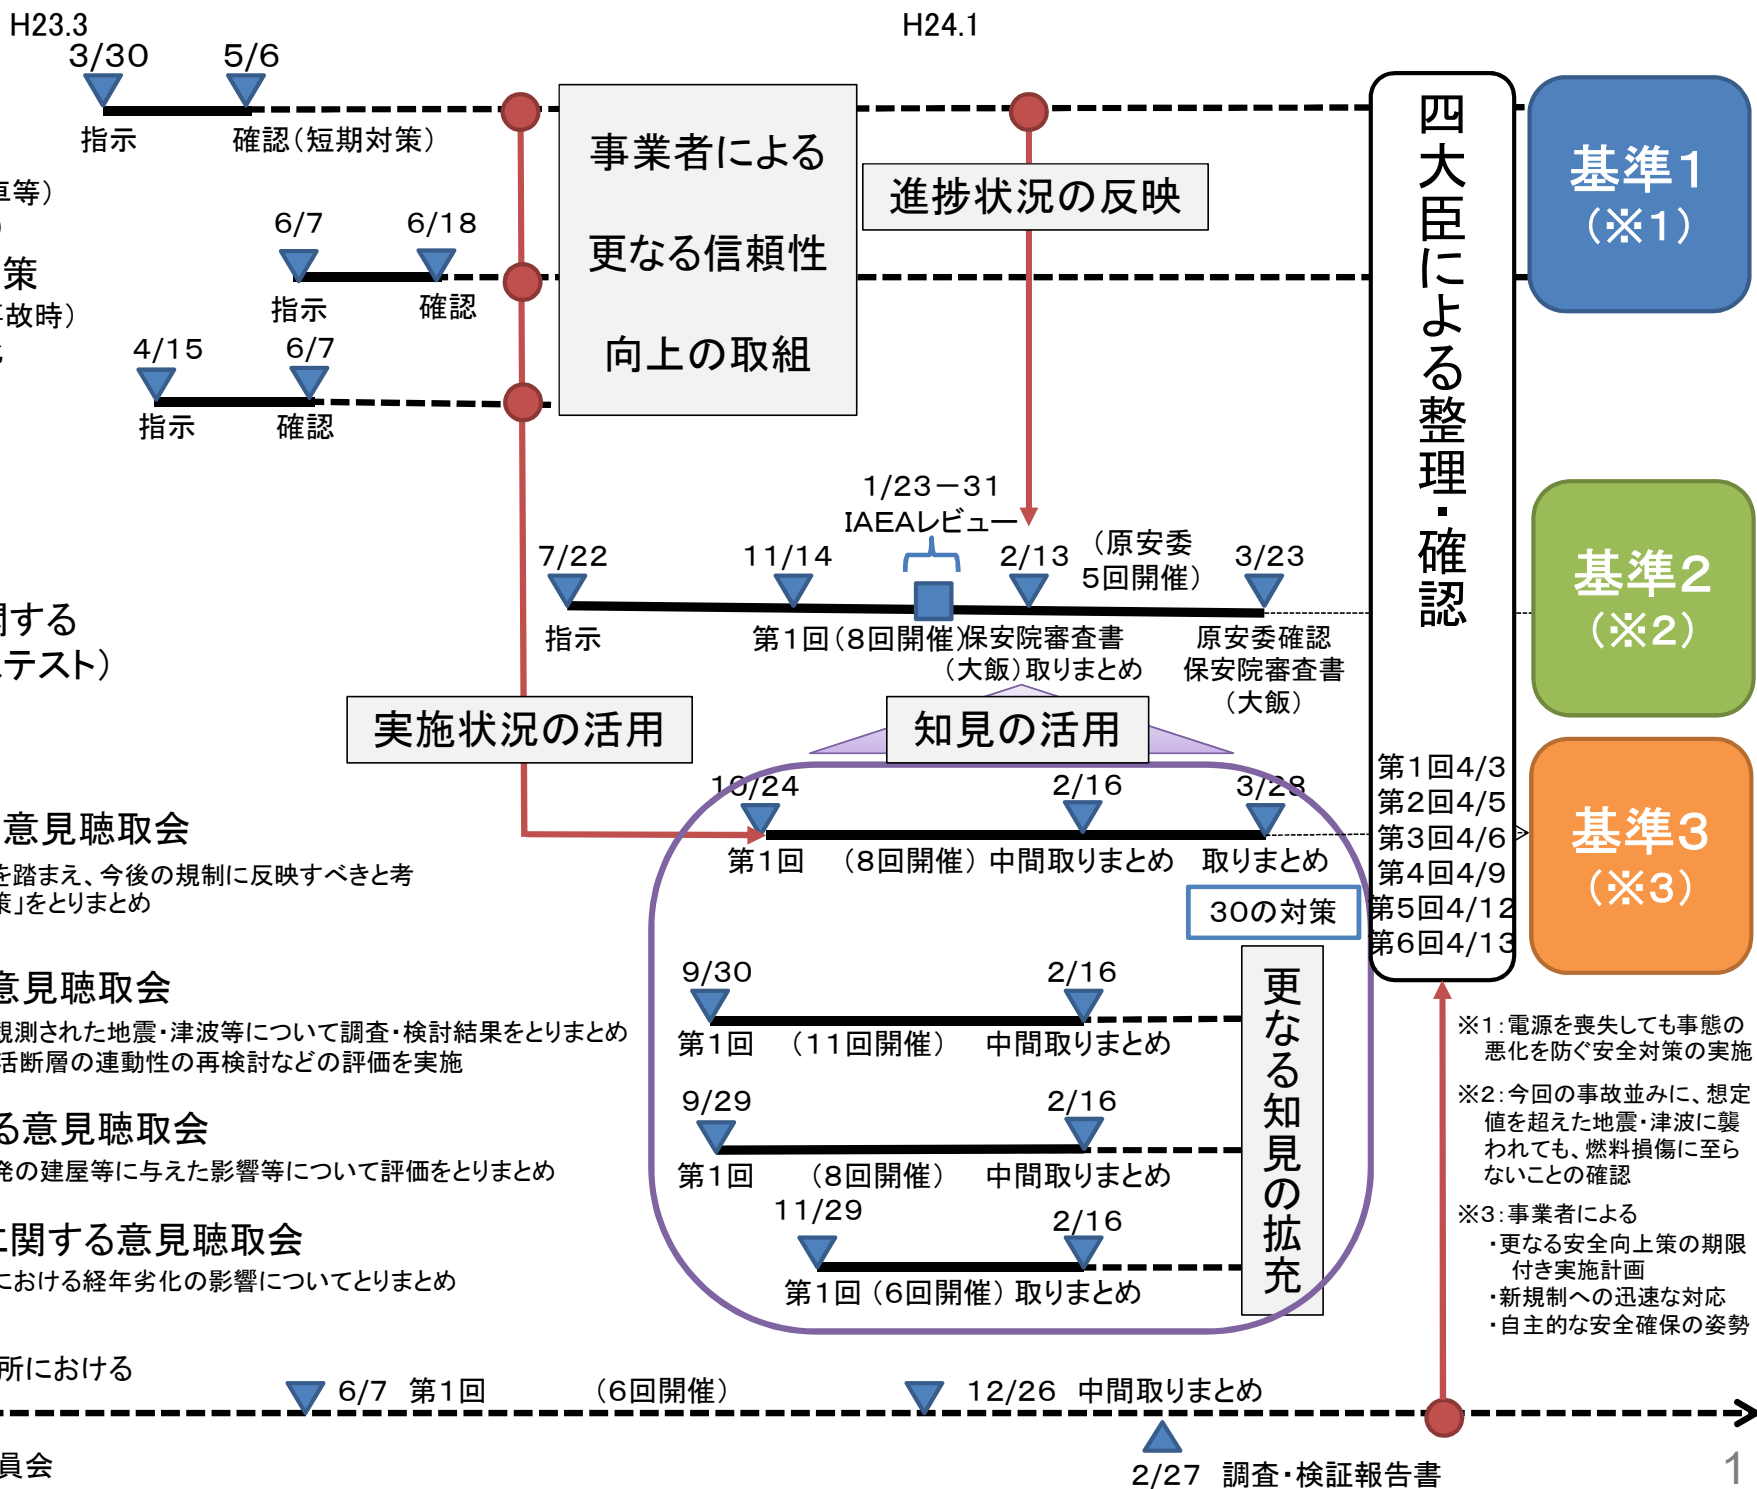 H23.3
H24.1
3/30
5/6
指示
確認(短期対策)
車等)
)
6/7
6/18
策
指示
確認
事故時)
4/15
6/7
指示
確認
事業者による
更なる信頼性
向上の取組
進捗状況の反映
四大臣による整理・確認
基準1
(※1)
1/23-31
IAEAレビュー
7/22
11/14
2/13
(原安委
5回開催)
3/23
指示
第1回(8回開催)
保安院審査書
(大飯)取りまとめ
原安委確認
保安院審査書
(大飯)
関する
テスト)
基準2
(※2)
実施状況の活用
知見の活用
10/24
2/16
3/28
第1回
(8回開催)
中間取りまとめ
取りまとめ
30の対策
意見聴取会
を踏まえ、今後の規制に反映すべきと考
策」をとりまとめ
第1回4/3
第2回4/5
第3回4/6
第4回4/9
第5回4/12
第6回4/13
基準3
(※3)
意見聴取会
観測された地震・津波等について調査・検討結果をとりまとめ
活断層の連動性の再検討などの評価を実施
9/30
2/16
第1回
(11回開催)
中間取りまとめ
る意見聴取会
発の建屋等に与えた影響等について評価をとりまとめ
9/29
2/16
第1回
(8回開催)
中間取りまとめ
に関する意見聴取会
における経年劣化の影響についてとりまとめ
11/29
2/16
第1回
(6回開催)
取りまとめ
更なる知見の拡充
※1:電源を喪失しても事態の
悪化を防ぐ安全対策の実施
※2:今回の事故並みに、想定
値を超えた地震・津波に襲
われても、燃料損傷に至ら
ないことの確認
※3:事業者による
・更なる安全向上策の期限
付き実施計画
・新規制への迅速な対応
・自主的な安全確保の姿勢
所における
6/7 第1回
(6回開催)
12/26 中間取りまとめ
員会
2/27 調査・検証報告書
1